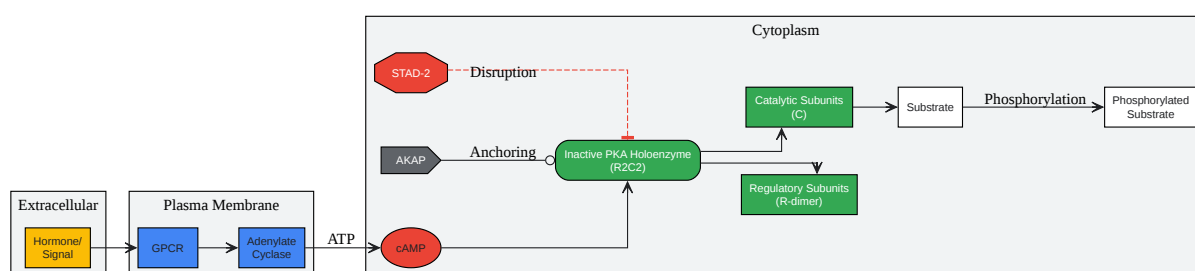 Cytoplasm
STAD-2
Disruption
Catalytic Subunits
(C)
Substrate
Phosphorylation
Phosphorylated
Substrate
AKAP
Anchoring
Inactive PKA Holoenzyme
(R2C2)
Regulatory Subunits
(R-dimer)
Extracellular
Plasma Membrane
Hormone/
Signal
GPCR
Adenylate
Cyclase
ATP
cAMP